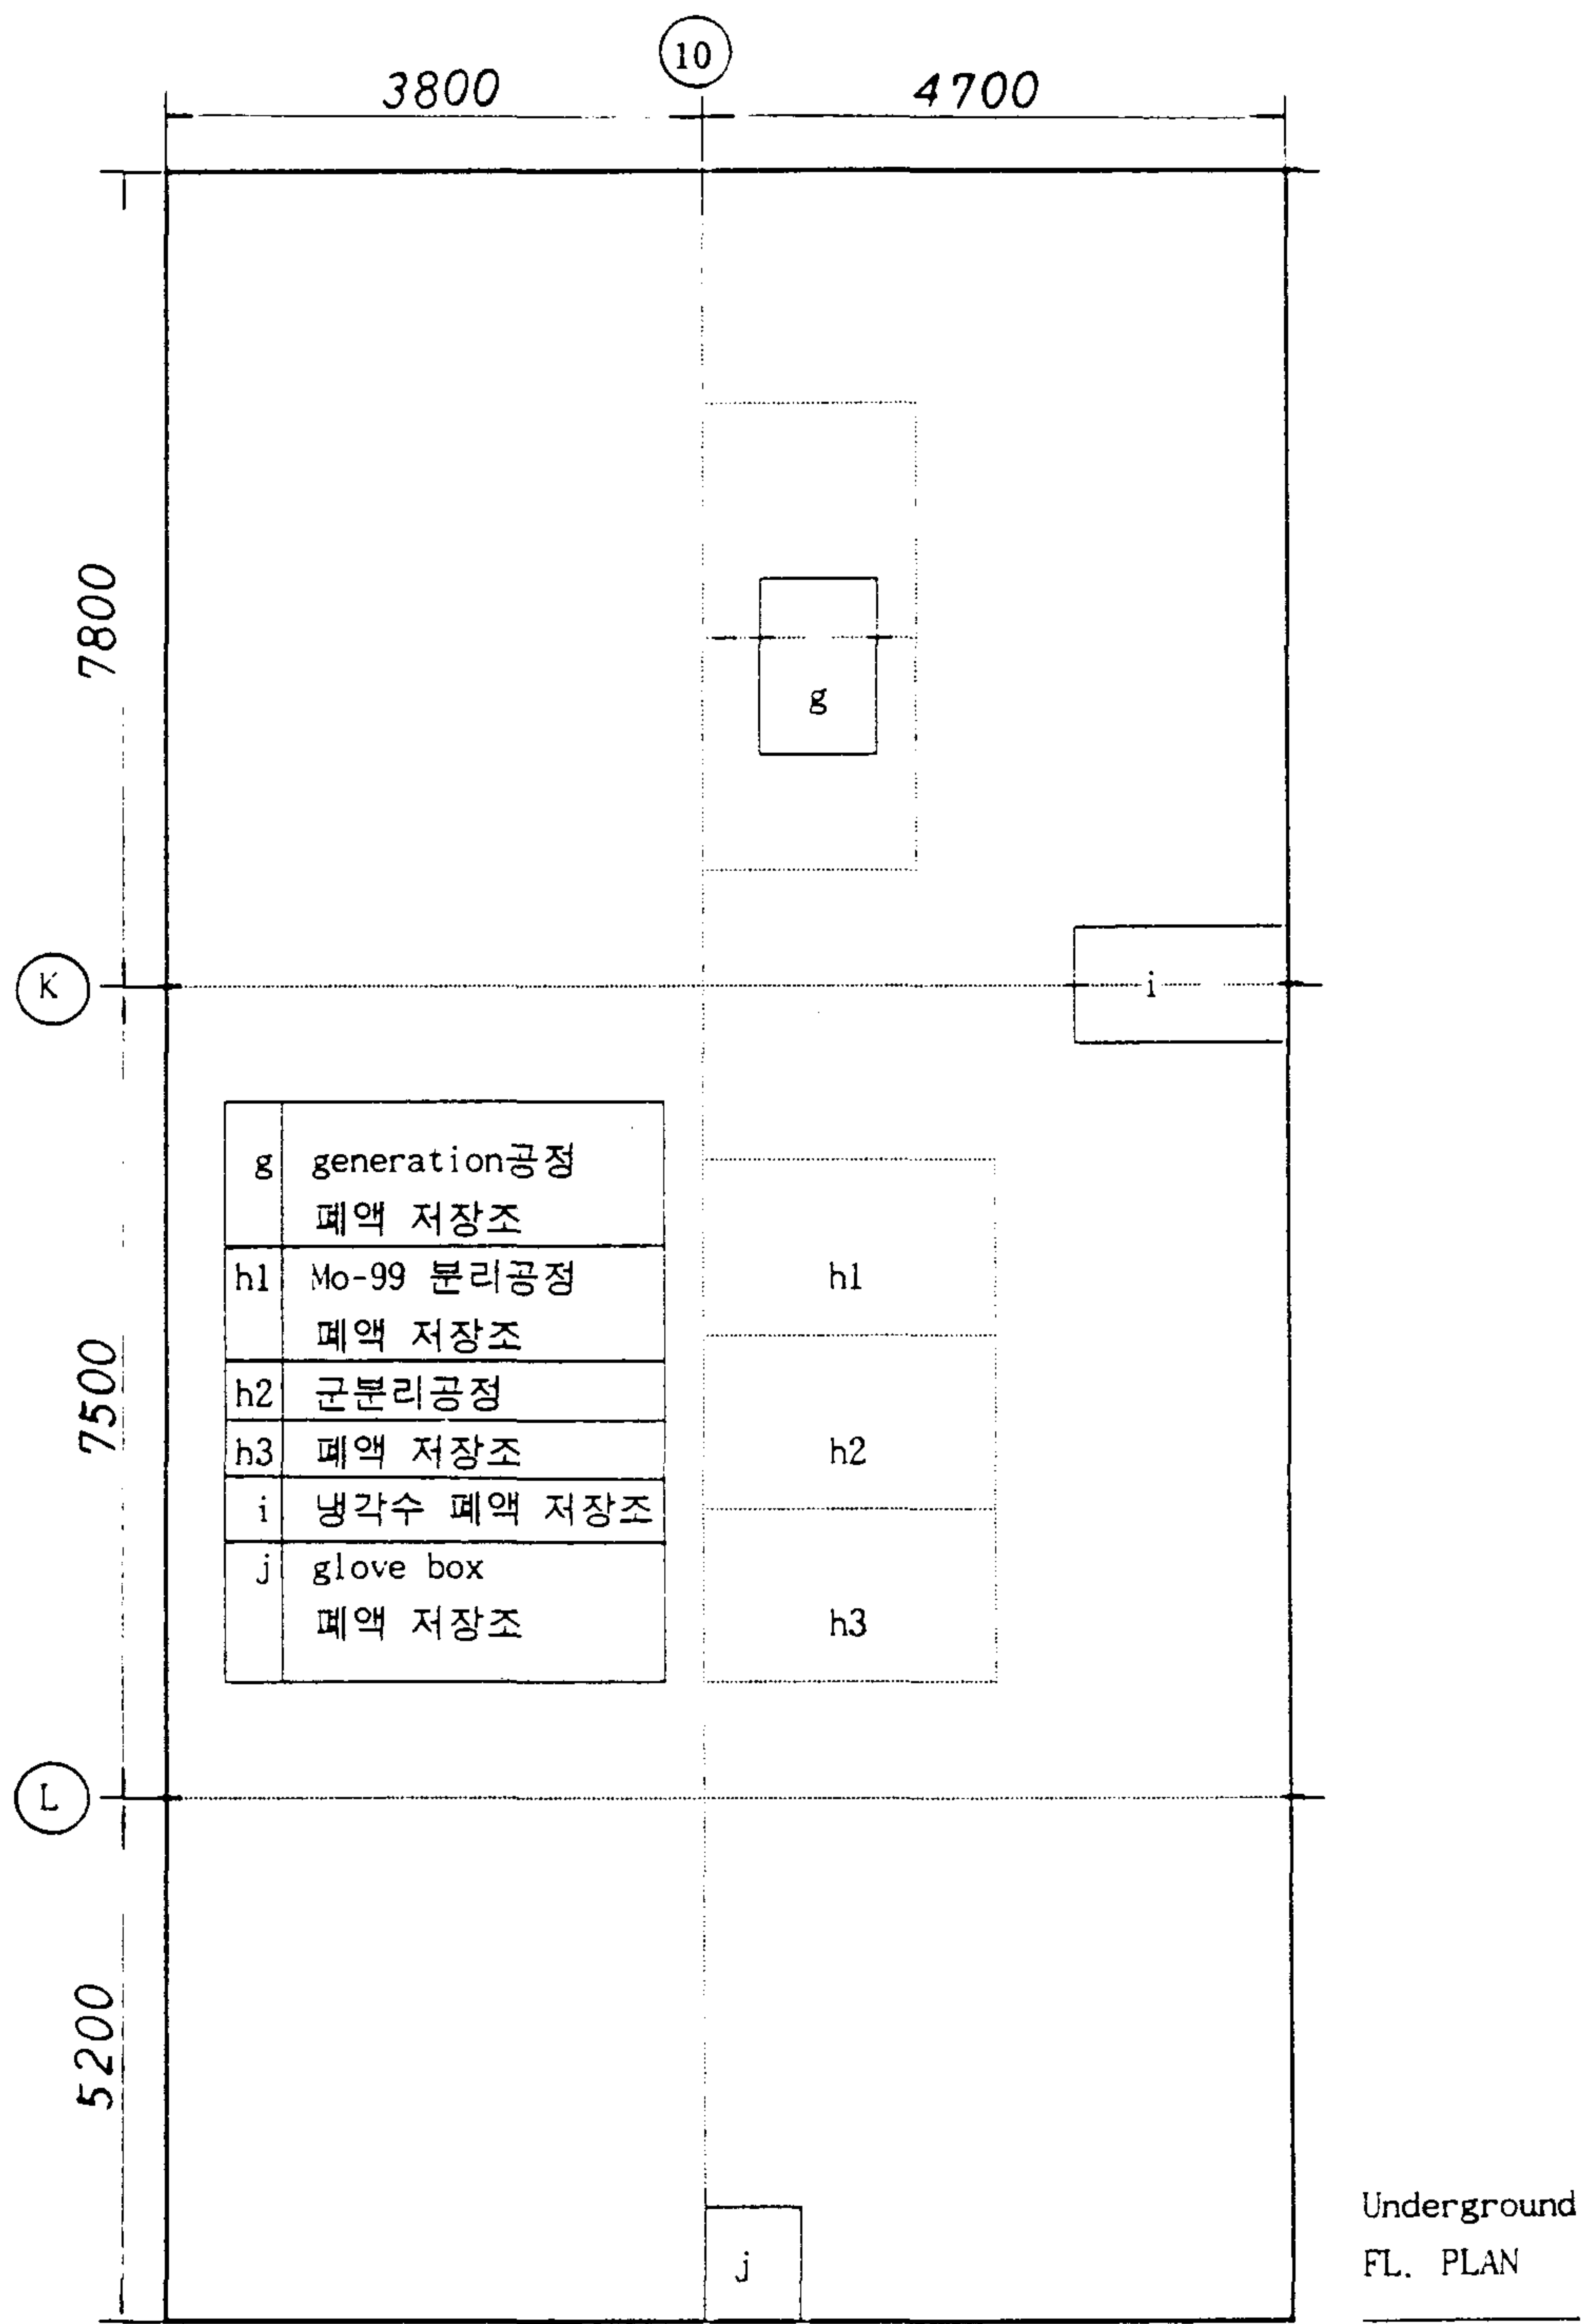 10
3800 4700
7800
g
K
i
g generation공정
폐액 저장조
h1 Mo-99 분리공정
폐액 저장조
h2 군분리공정
h3 폐액 저장조
i 냉각수 폐액 저장조
j glove box
폐액 저장조
h1
h2
h3
7500
L
5200
j
Underground
FL. PLAN